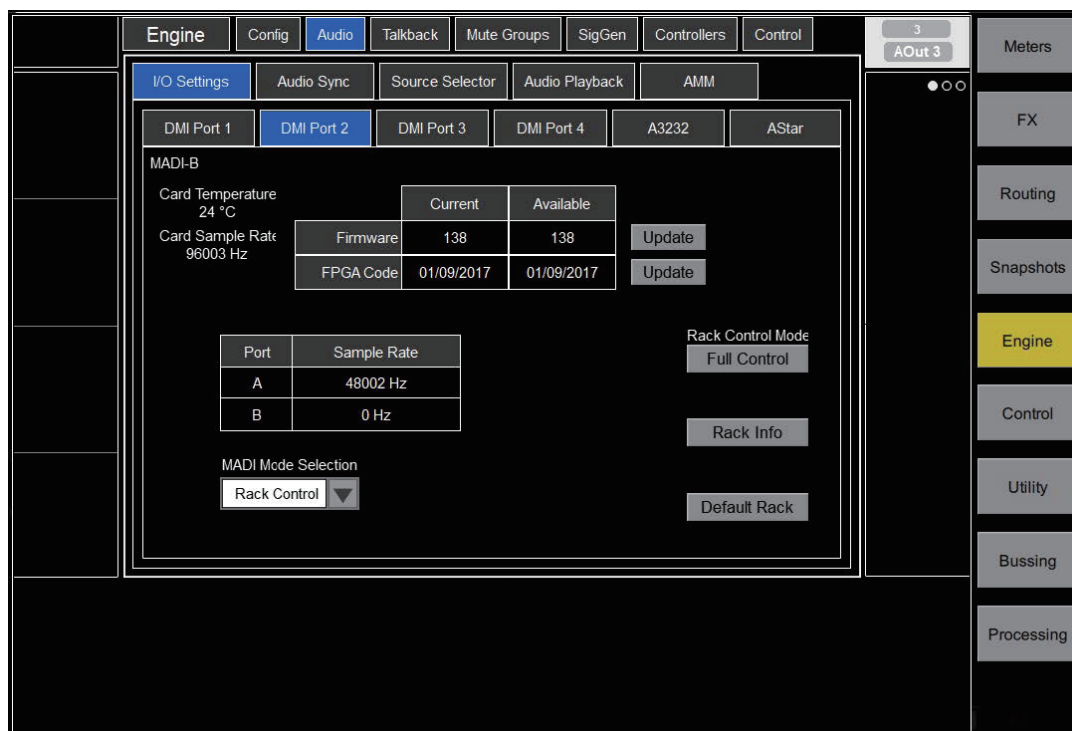 Engine Config Audio Talkback Mute Groups SigGen Controllers Control
3
AOut 3
Meters
I/O Settings Audio Sync Source Selector Audio Playback AMM
DMI Port 1 DMI Port 2 DMI Port 3 DMI Port 4 A3232 AStar
FX
MADI-B
Card Temperature
24 °C
Current Available
Routing
Card Sample Rate
96003 Hz
Firmware 138 138 Update
FPGA Code 01/09/2017 01/09/2017 Update
Snapshots
Rack Control Mode
Full Control
Engine
Port Sample Rate
A 48002 Hz
B 0 Hz
Rack Info
Control
MADI Mode Selection
Rack Control
Default Rack
Utility
Bussing
Processing